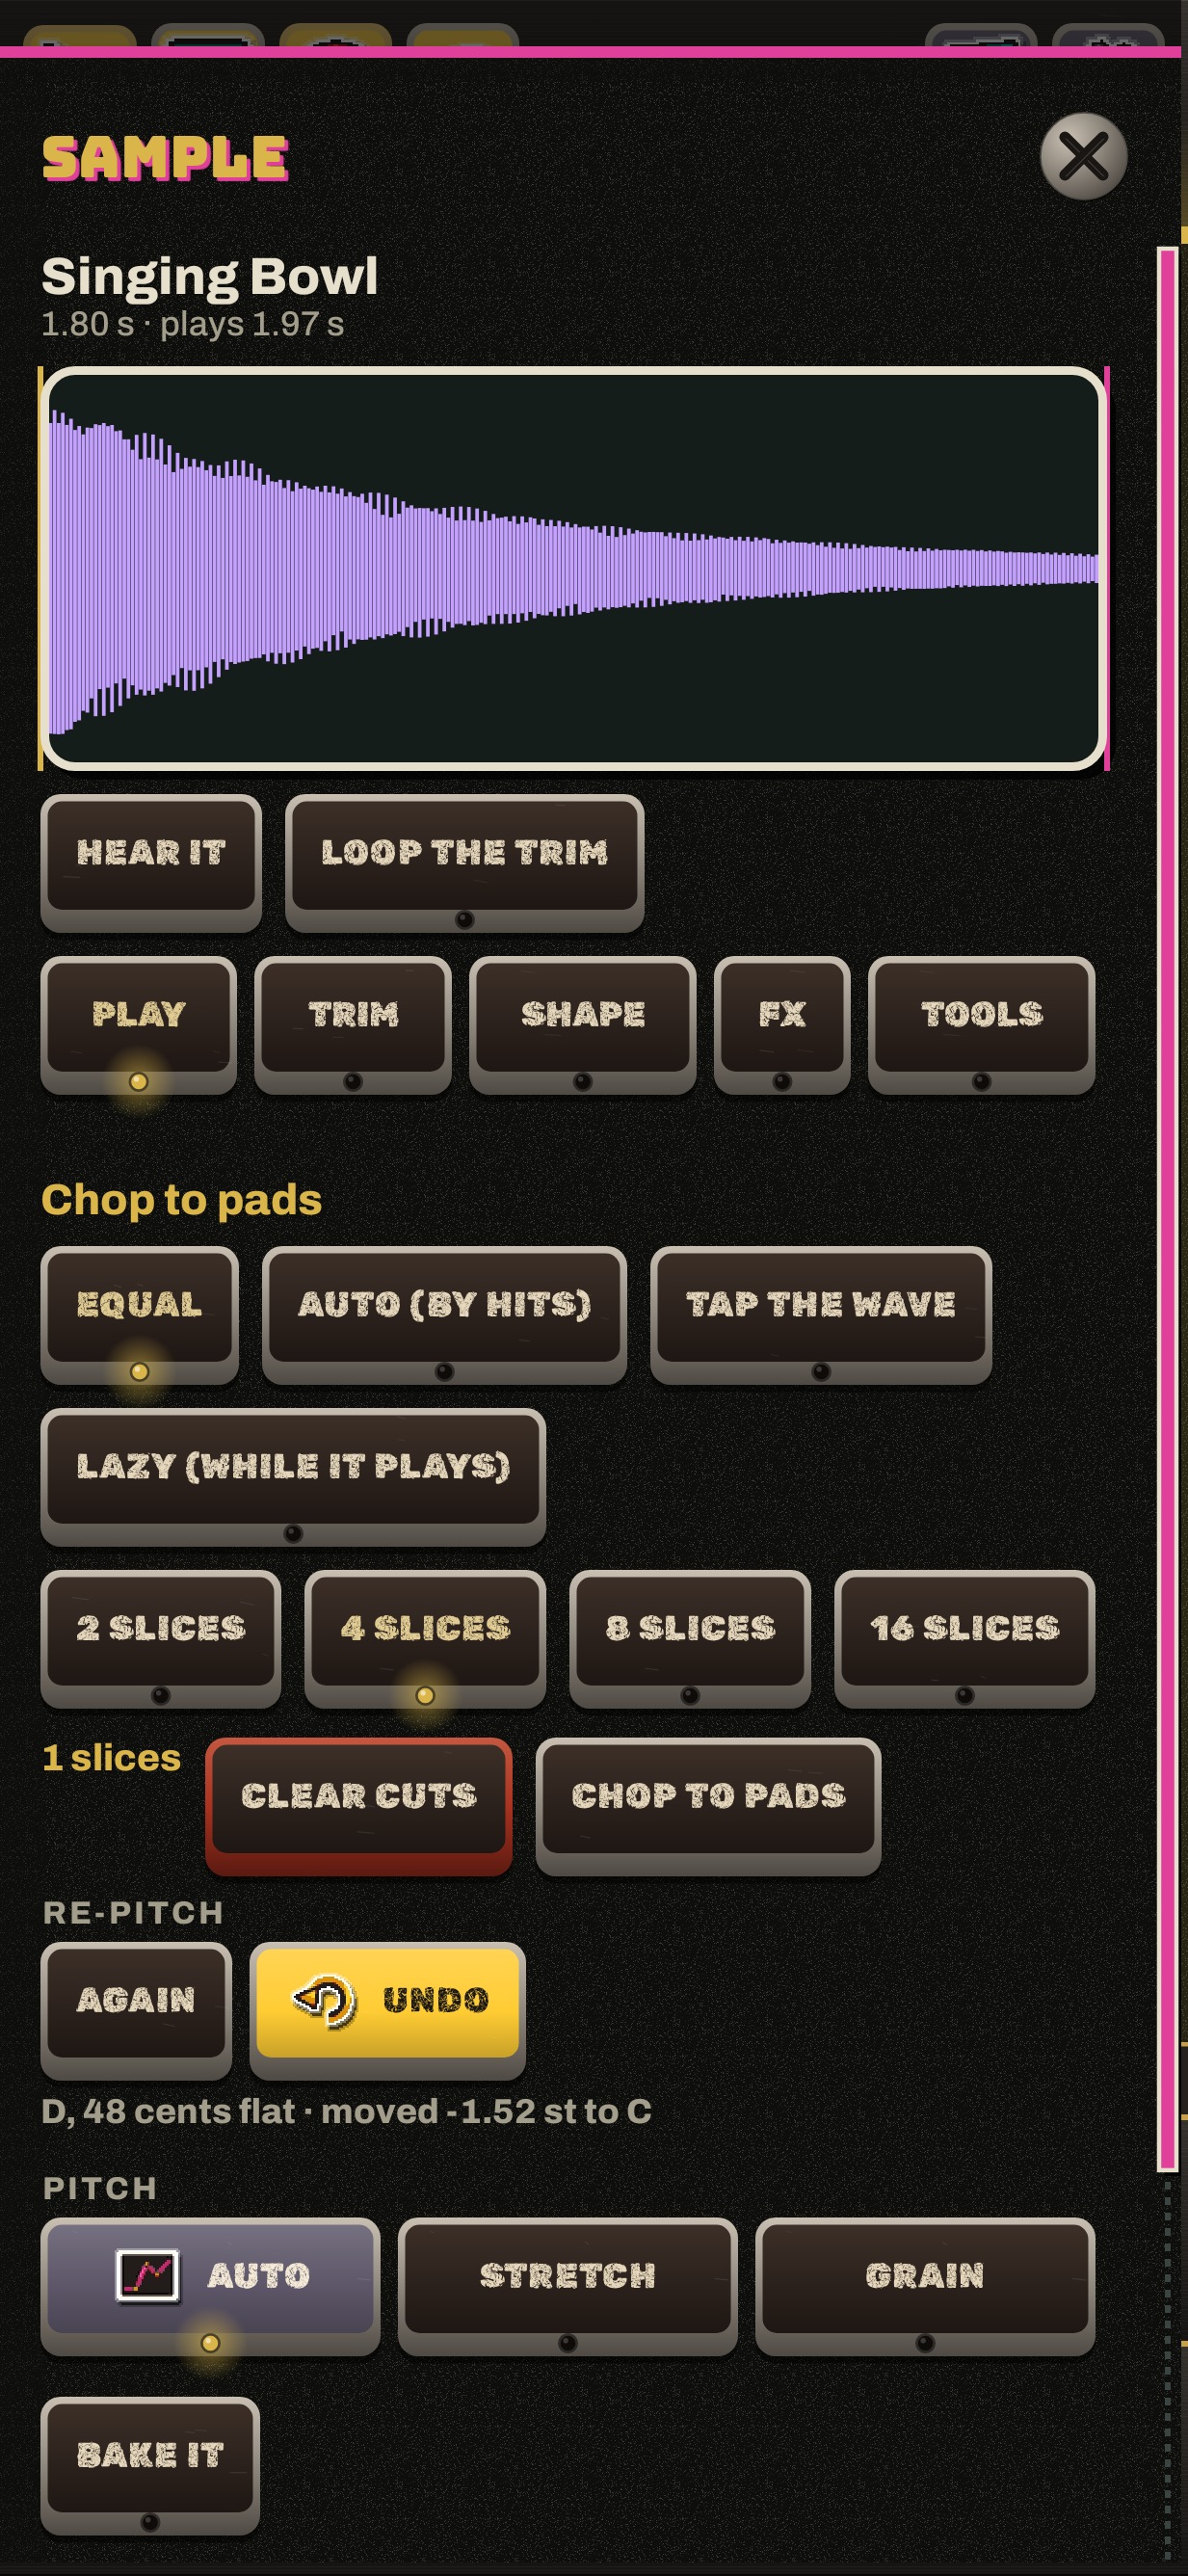 SAMPLE
Singing Bowl
1.80 s · plays 1.97 s
HEAR IT LOOP THE TRIM
PLAY TRIM SHAPE FX TOOLS
Chop to pads
EQUAL AUTO (BY HITS) TAP THE WAVE
LAZY (WHILE IT PLAYS)
2 SLICES 4 SLICES 8 SLICES 16 SLICES
1 slices CLEAR CUTS CHOP TO PADS
RE-PITCH
AGAIN UNDO
D, 48 cents flat · moved -1.52 st to C
PITCH
AUTO STRETCH GRAIN
BAKE IT